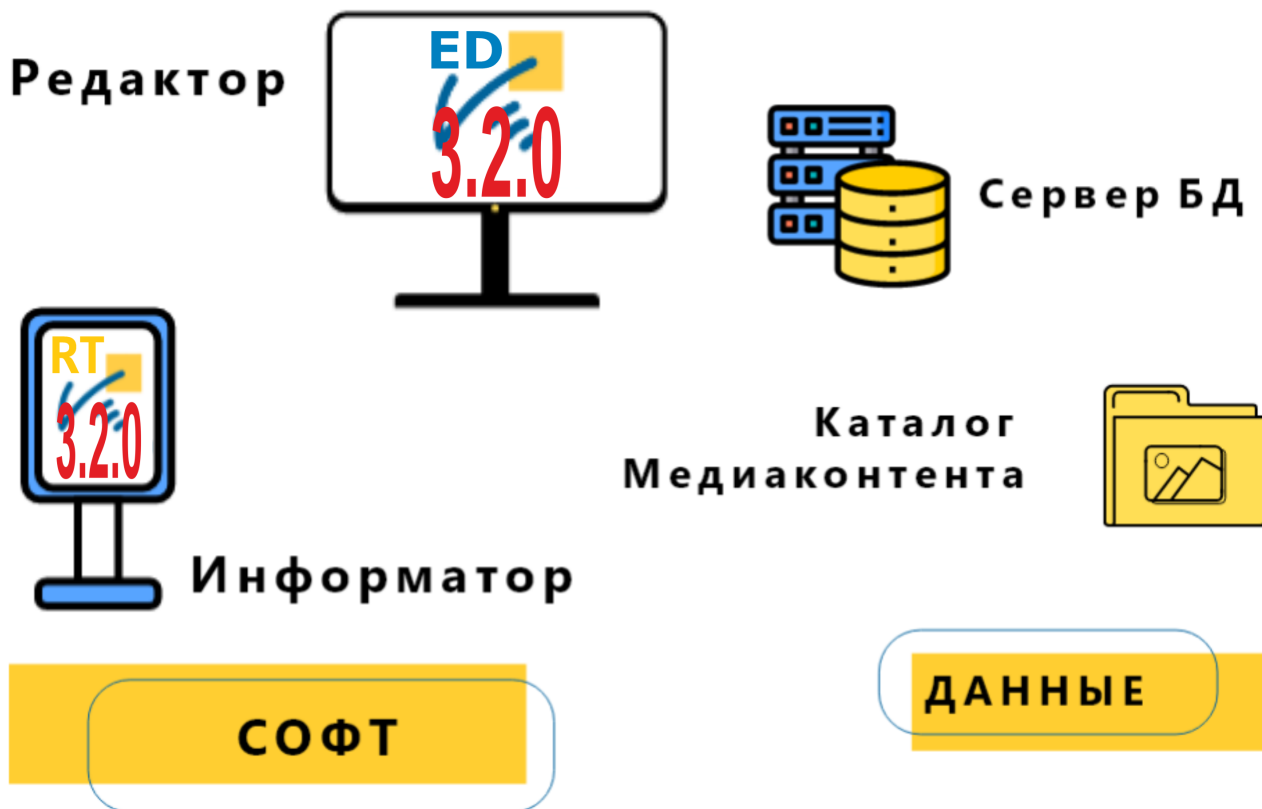 Редактор
ED
3.2.0
Сервер БД
RT
3.2.0
Каталог
Медиаконтента
Информатор
СОФТ
ДАННЫЕ